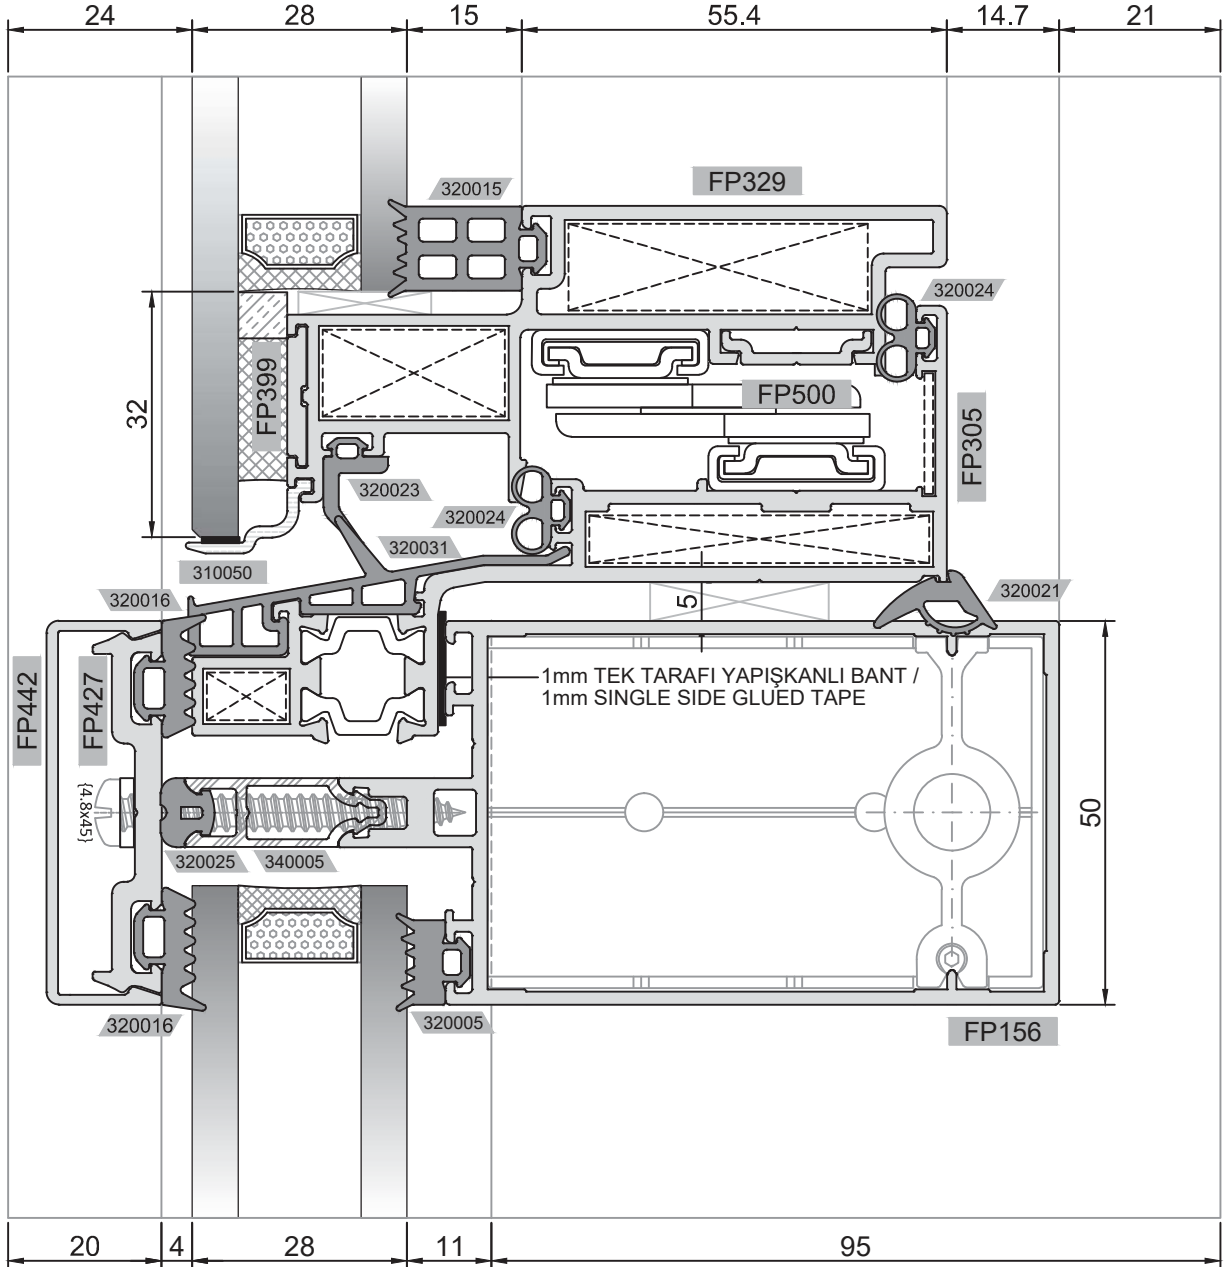 24
28
15
55.4
14.7
21
FP329
320015
320024
FP399
FP500
32
FP305
320023
320024
320031
310050
320016
320021
5
1mm TEK TARAFI YAPIŞKANLI BANT /
1mm SINGLE SIDE GLUED TAPE
FP442
FP427
{4.8x45}
50
320025
340005
320016
320005
FP156
20
4
28
11
95